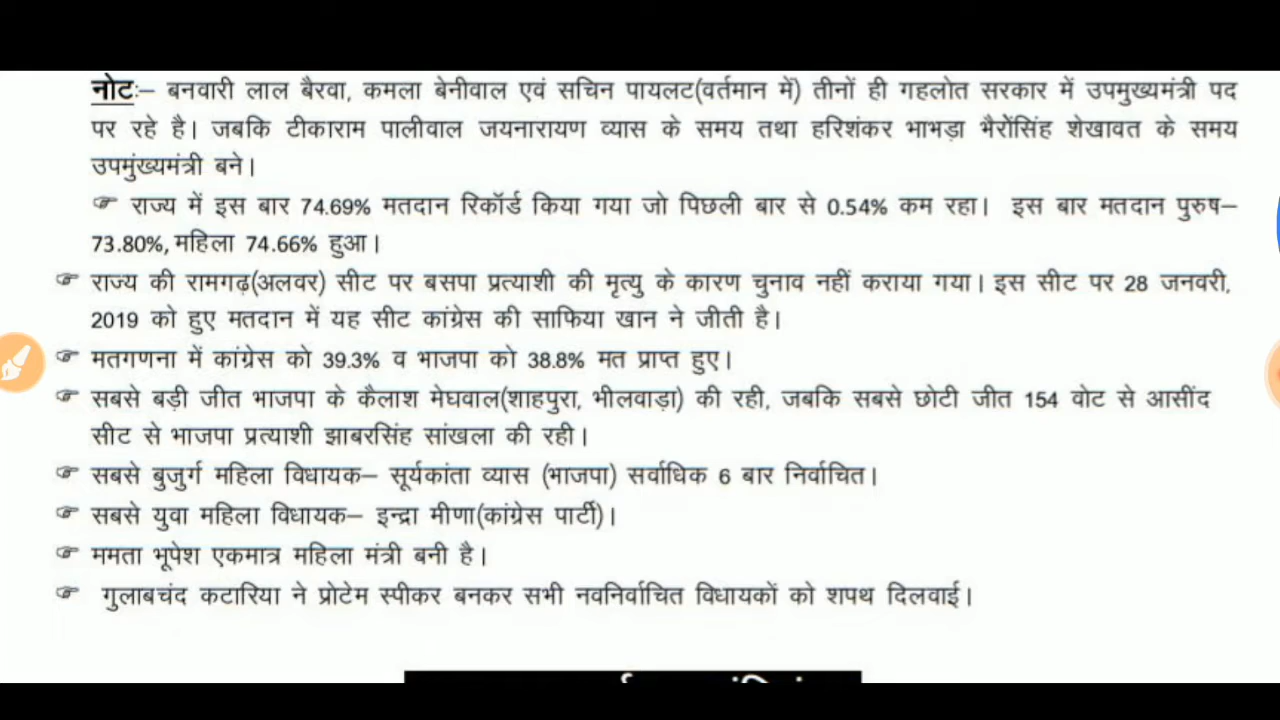 नोटः– बनवारी लाल बैरवा, कमला बेनीवाल एवं सचिन पायलट(वर्तमान में) तीनों ही गहलोत सरकार में उपमुख्यमंत्री पद
पर रहे है। जबकि टीकाराम पालीवाल जयनारायण व्यास के समय तथा हरिशंकर भाभड़ा भैरोंसिंह शेखावत के समय
उपमुंख्यमंत्री बने।
☞ राज्य में इस बार 74.69% मतदान रिकॉर्ड किया गया जो पिछली बार से 0.54% कम रहा। इस बार मतदान पुरुष–
73.80%, महिला 74.66% हुआ।
☞ राज्य की रामगढ़(अलवर) सीट पर बसपा प्रत्याशी की मृत्यु के कारण चुनाव नहीं कराया गया। इस सीट पर 28 जनवरी,
2019 को हुए मतदान में यह सीट कांग्रेस की साफिया खान ने जीती है।
☞ मतगणना में कांग्रेस को 39.3% व भाजपा को 38.8% मत प्राप्त हुए।
☞ सबसे बड़ी जीत भाजपा के कैलाश मेघवाल(शाहपुरा, भीलवाड़ा) की रही, जबकि सबसे छोटी जीत 154 वोट से आसींद
सीट से भाजपा प्रत्याशी झाबरसिंह सांखला की रही।
☞ सबसे बुजुर्ग महिला विधायक– सूर्यकांता व्यास (भाजपा) सर्वाधिक 6 बार निर्वाचित।
☞ सबसे युवा महिला विधायक– इन्द्रा मीणा(कांग्रेस पार्टी)।
☞ ममता भूपेश एकमात्र महिला मंत्री बनी है।
☞ गुलाबचंद कटारिया ने प्रोटेम स्पीकर बनकर सभी नवनिर्वाचित विधायकों को शपथ दिलवाई।